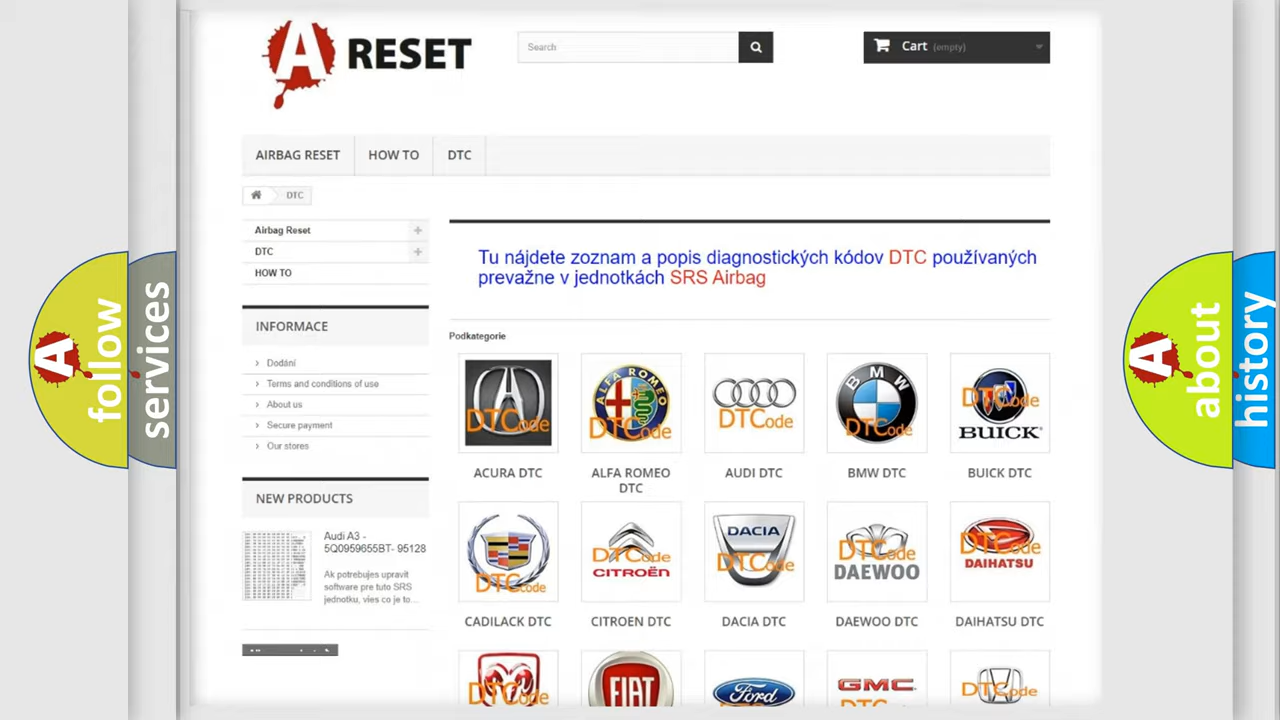 A RESET
Search
Cart (empty)
AIRBAG RESET
HOW TO
DTC
DTC
Airbag Reset
DTC
HOW TO
Tu nájdete zoznam a popis diagnostických kódov DTC používaných
prevažne v jednotkách SRS Airbag
INFORMACE
Dodání
Terms and conditions of use
About us
Secure payment
Our stores
Podkategorie
DTCode
ALFA ROMEO
DTCode
DTCode
BMW
DTCode
DTCode
BUICK
ACURA DTC
ALFA ROMEO
DTC
AUDI DTC
BMW DTC
BUICK DTC
NEW PRODUCTS
Audi A3 -
5Q0959655BT- 95128
Ak potrebujes upravit
software pre tuto SRS
jednotku, vies co je to...
DTCode
DTCode
CITROËN
DACIA
DTCode
DTCode
DAEWOO
DTCode
DAIHATSU
CADILACK DTC
CITROEN DTC
DACIA DTC
DAEWOO DTC
DAIHATSU DTC
DTCode
FIAT
Ford
GMC
DTCode
A
follow
services
A
about
history